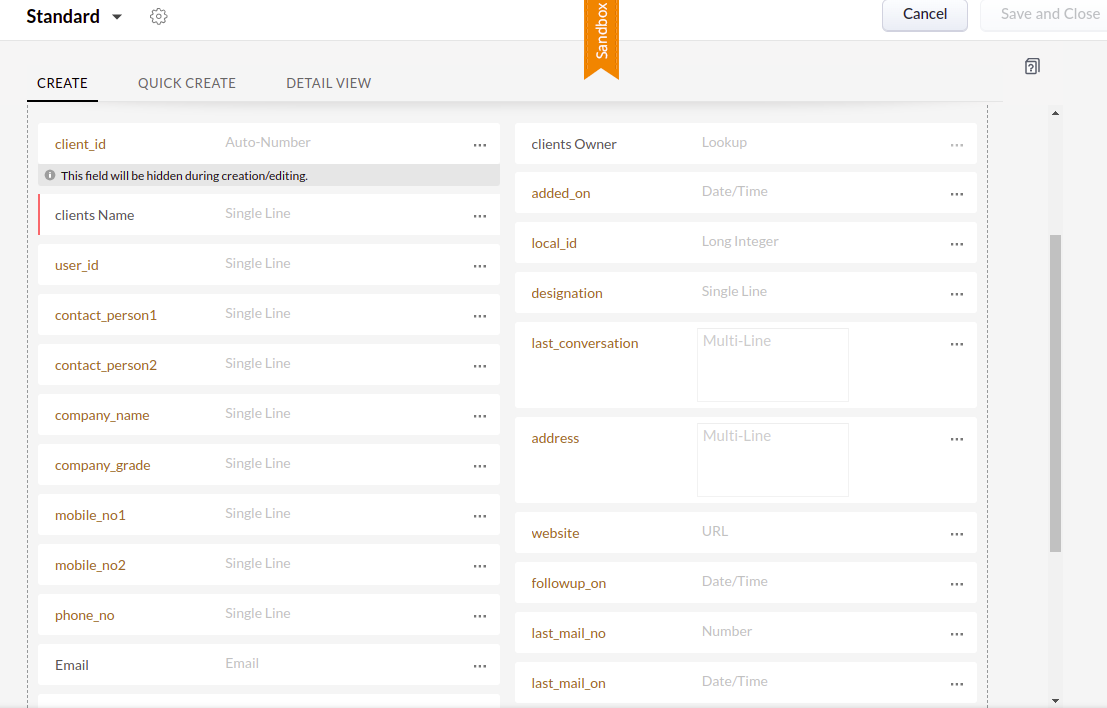 Standard
Cancel
Save and Close
Sandbox
CREATE
QUICK CREATE
DETAIL VIEW
client_id Auto-Number
This field will be hidden during creation/editing.
clients Name Single Line
user_id Single Line
contact_person1 Single Line
contact_person2 Single Line
company_name Single Line
company_grade Single Line
mobile_no1 Single Line
mobile_no2 Single Line
phone_no Single Line
Email Email
clients Owner Lookup
added_on Date/Time
local_id Long Integer
designation Single Line
last_conversation Multi-Line
address Multi-Line
website URL
followup_on Date/Time
last_mail_no Number
last_mail_on Date/Time